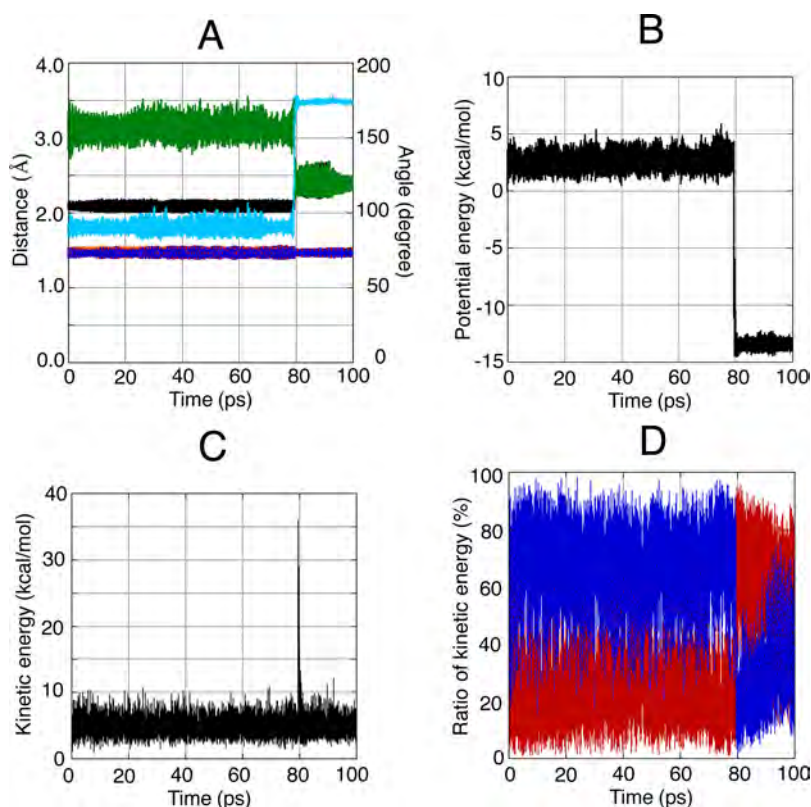 A
4.0
3.0
2.0
1.0
0.0
Distance (Å)
200
150
100
50
0
Angle (degree)
0 20 40 60 80 100
Time (ps)
B
10
5
0
-5
-10
-15
Potential energy (kcal/mol)
0 20 40 60 80 100
Time (ps)
C
40
35
30
25
20
15
10
5
0
Kinetic energy (kcal/mol)
0 20 40 60 80 100
Time (ps)
D
100
80
60
40
20
0
Ratio of kinetic energy (%)
0 20 40 60 80 100
Time (ps)